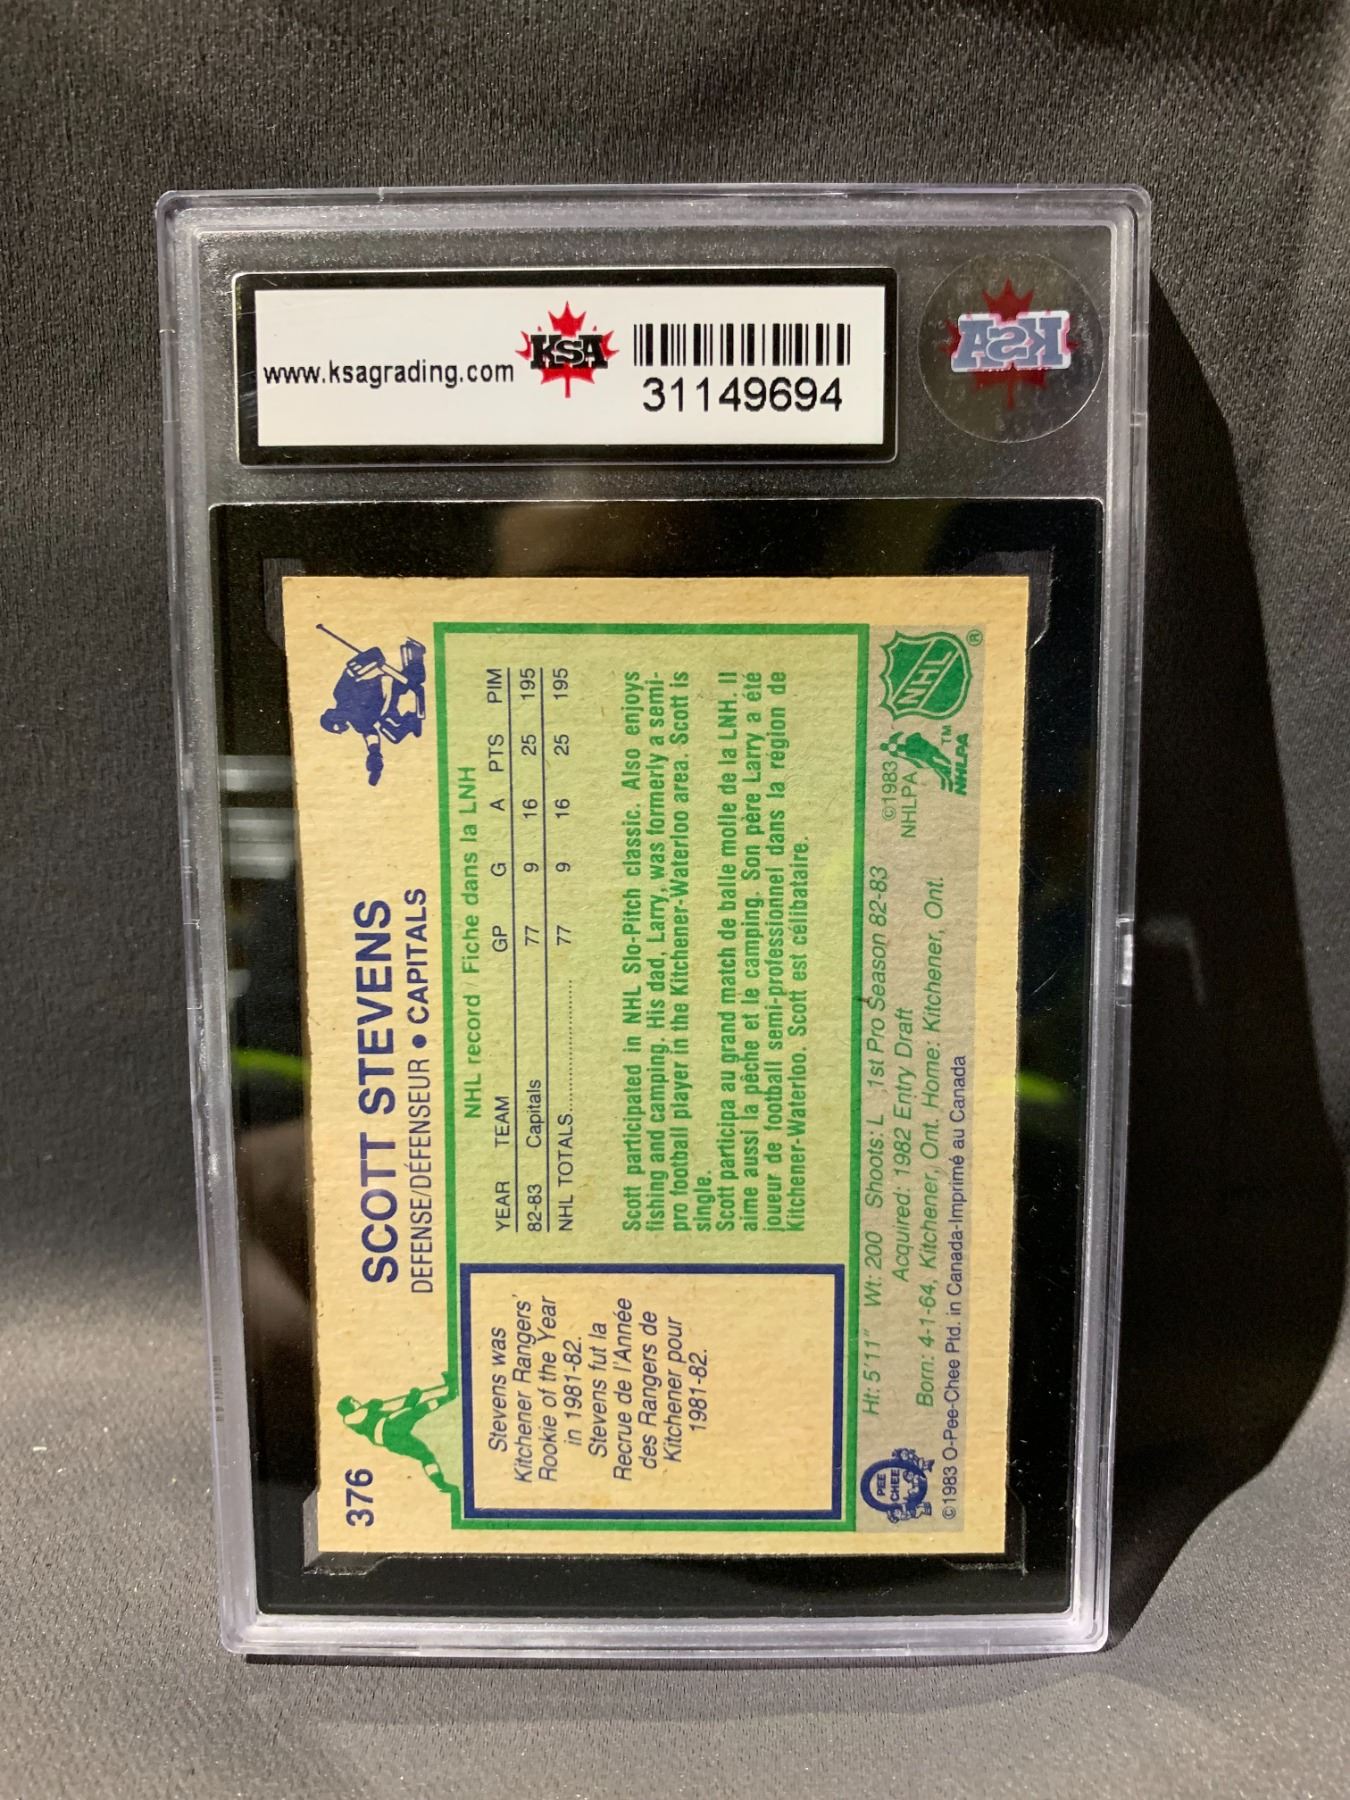 www.ksagrading.com
KSA
31149694
KSA
376
SCOTT STEVENS
DEFENSE/DÉFENSEUR • CAPITALS
NHL record / Fiche dans la LNH
YEAR TEAM GP G A PTS PIM
82-83 Capitals 77 9 16 25 195
NHL TOTALS.................... 77 9 16 25 195
Stevens was
Kitchener Rangers'
Rookie of the Year
in 1981-82.
Stevens fut la
Recrue de l'Année
des Rangers de
Kitchener pour
1981-82.
Scott participated in NHL Slo-Pitch classic. Also enjoys
fishing and camping. His dad, Larry, was formerly a semi-
pro football player in the Kitchener-Waterloo area. Scott is
single.
Scott participa au grand match de balle molle de la LNH. Il
aime aussi la pêche et le camping. Son père Larry a été
joueur de football semi-professionnel dans la région de
Kitchener-Waterloo. Scott est célibataire.
Ht: 5'11" Wt: 200 Shoots: L 1st Pro Season 82-83
Acquired: 1982 Entry Draft
Born: 4-1-64, Kitchener, Ont. Home: Kitchener, Ont.
©1983 O-Pee-Chee Ptd. in Canada-Imprimé au Canada
O
PEE
CHEE
©1983
NHLPA
NHLPA
TM
NHL
®